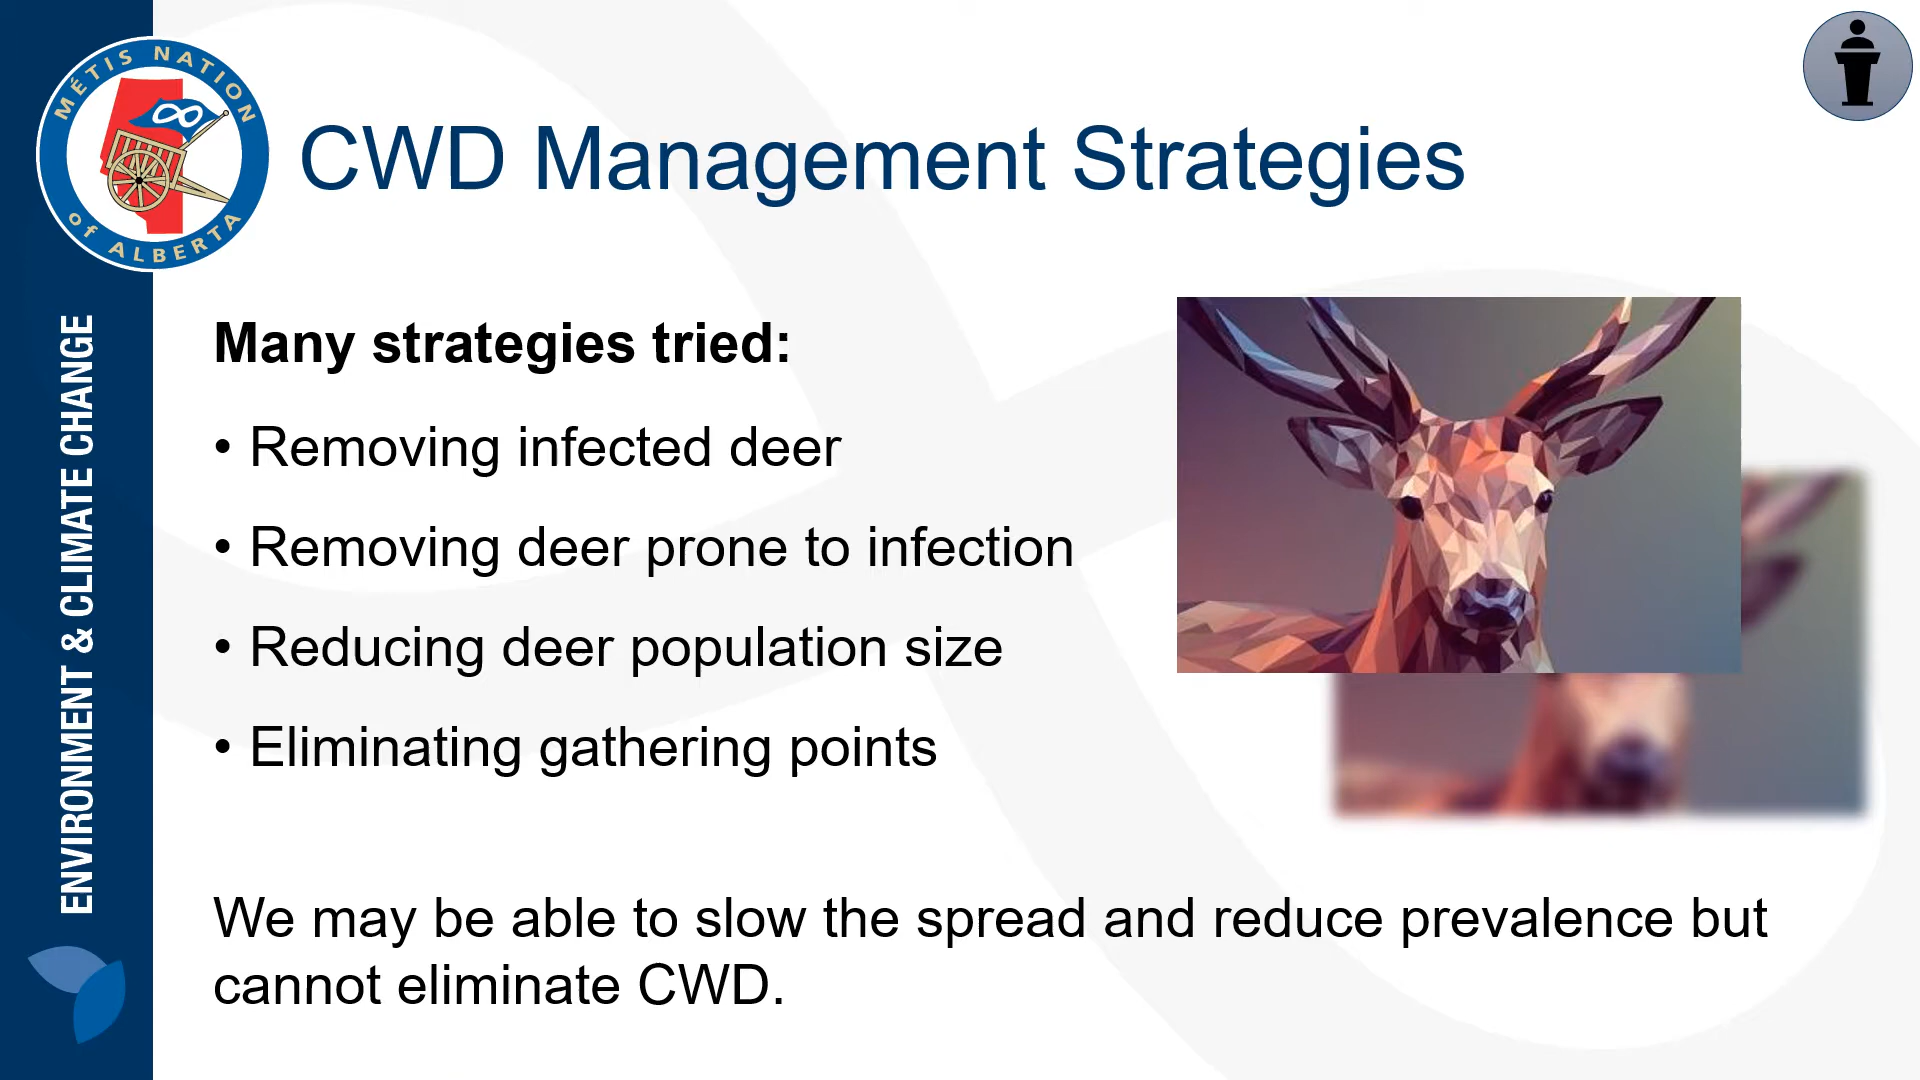 MÉTIS NATION
of ALBERTA
CWD Management Strategies
ENVIRONMENT & CLIMATE CHANGE
Many strategies tried:
• Removing infected deer
• Removing deer prone to infection
• Reducing deer population size
• Eliminating gathering points
We may be able to slow the spread and reduce prevalence but
cannot eliminate CWD.